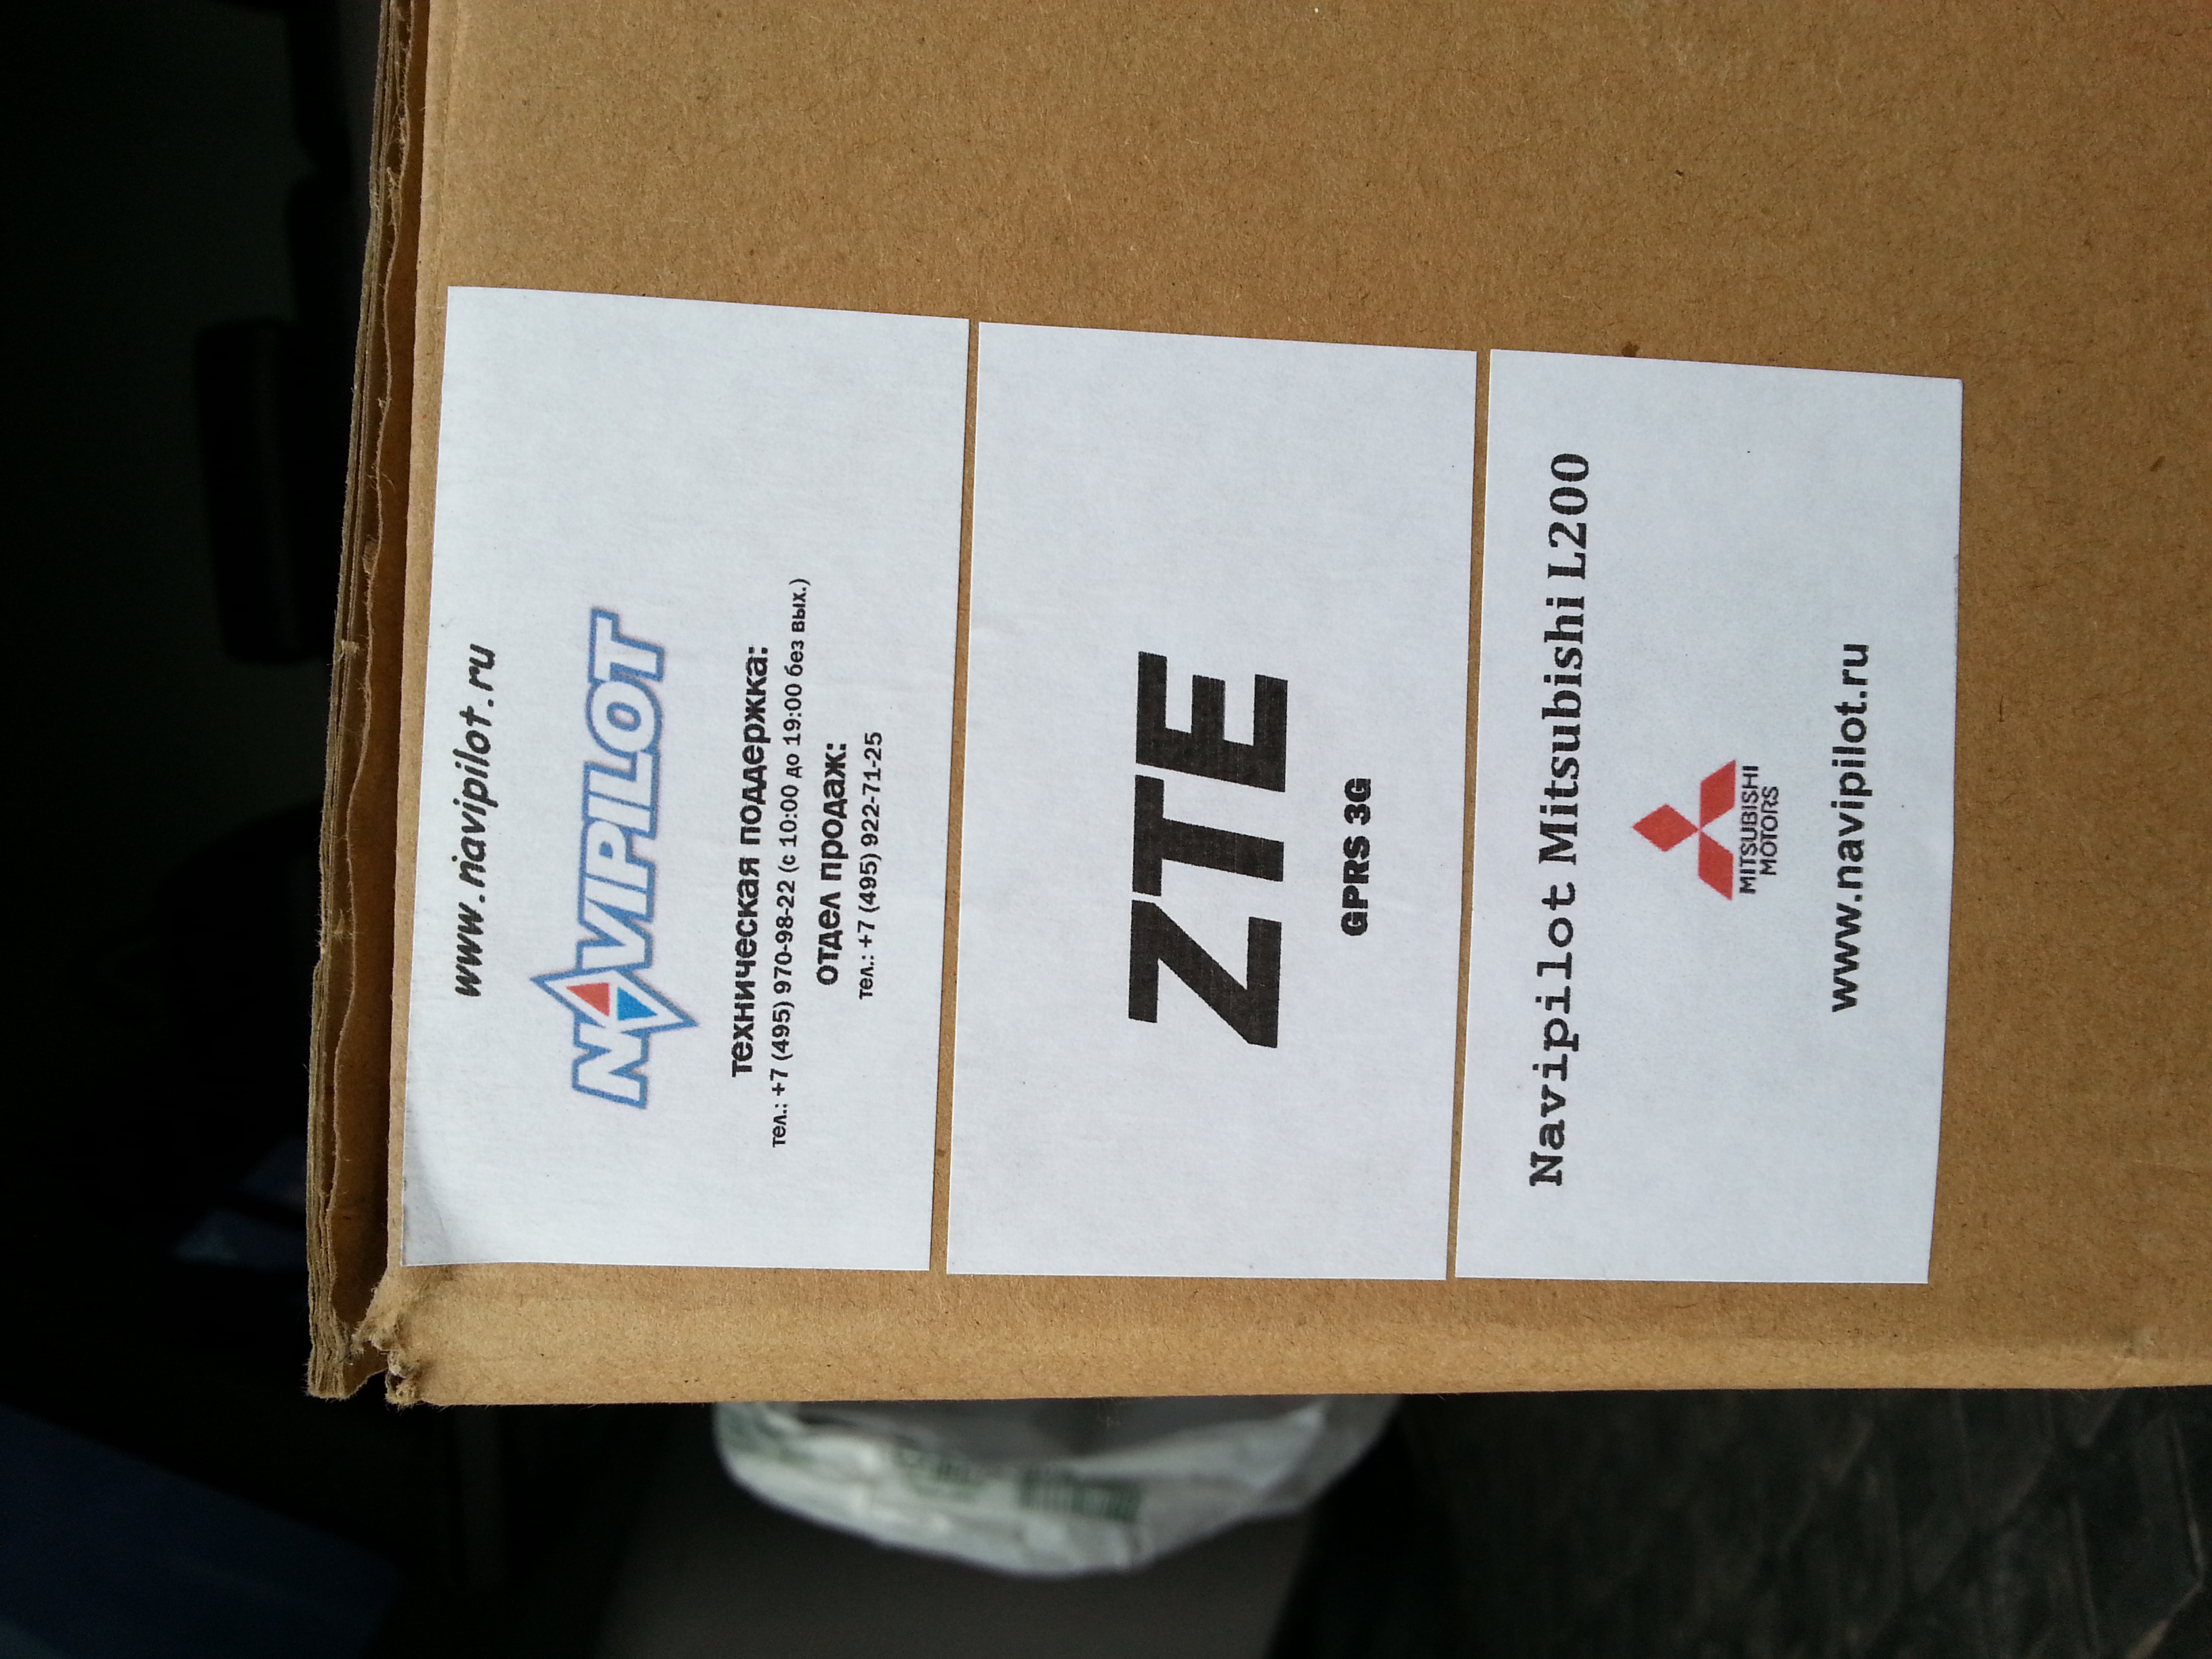 www.navipilot.ru
NAVIPILOT
техническая поддержка:
тел.: +7 (495) 970-98-22 (с 10:00 до 19:00 без вых.)
отдел продаж:
тел.: +7 (495) 922-71-25
ZTE
GPRS 3G
Navipilot Mitsubishi L200
MITSUBISHI
MOTORS
www.navipilot.ru